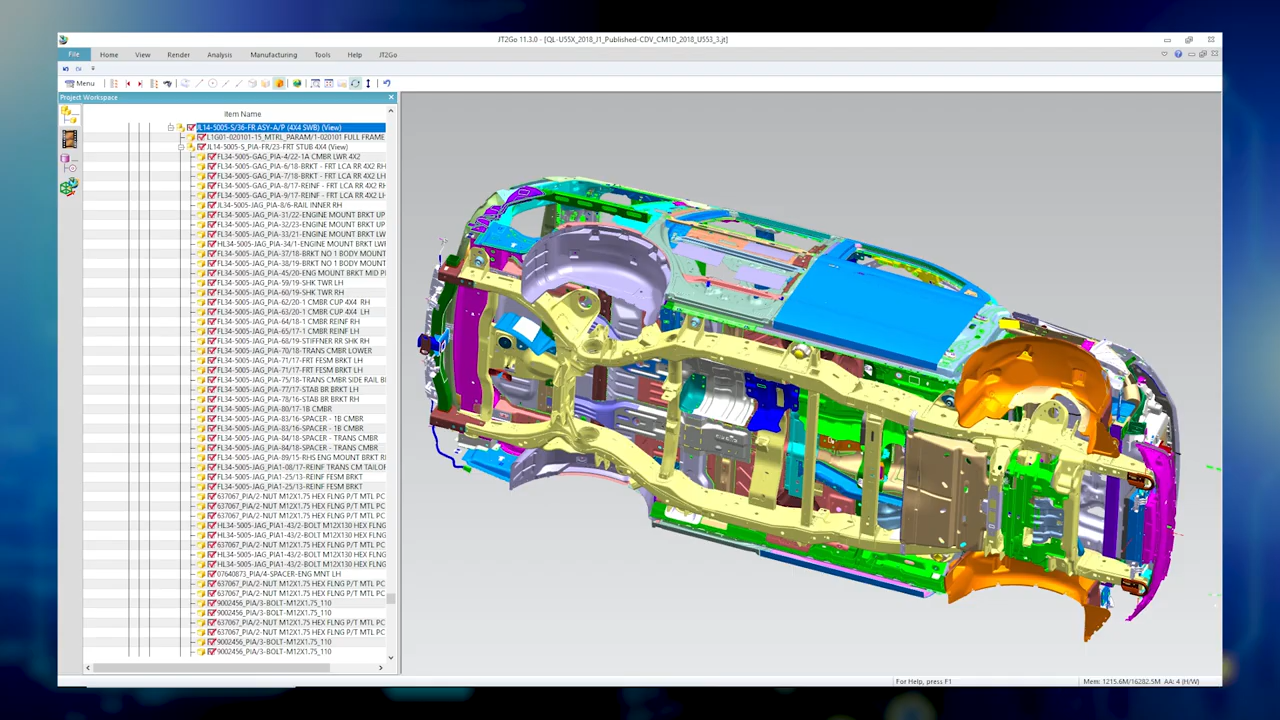 JT2Go 11.3.0 - [QL-U55X_2018_J1_Published-CDV_CM1D_2018_U553_3.jt]
File Home View Render Analysis Manufacturing Tools Help JT2Go
Menu
Project Workspace
Item Name
JL14-5005-S/36-FR ASY-A/P (4X4 SWB) (View)
L1G01-020101-15_MTRL_PARAM/1-020101 FULL FRAME
JL14-5005-S_PIA-FR/23-FRT STUB 4X4 (View)
FL34-5005-GAG_PIA-4/22-1A CMBR LWR 4X2
FL34-5005-GAG_PIA-6/18-BRKT - FRT LCA RR 4X2 RH
FL34-5005-GAG_PIA-7/18-BRKT - FRT LCA RR 4X2 LH
FL34-5005-GAG_PIA-8/17-REINF - FRT LCA RR 4X2 R
FL34-5005-GAG_PIA-9/17-REINF - FRT LCA RR 4X2 LH
JL34-5005-JAG_PIA-8/6-RAIL INNER RH
FL34-5005-JAG_PIA-31/22-ENGINE MOUNT BRKT UP
FL34-5005-JAG_PIA-32/23-ENGINE MOUNT BRKT UP
FL34-5005-JAG_PIA-33/21-ENGINE MOUNT BRKT LW
HL34-5005-JAG_PIA-34/1-ENGINE MOUNT BRKT LWF
FL34-5005-JAG_PIA-37/18-BRKT NO 1 BODY MOUNT
FL34-5005-JAG_PIA-38/19-BRKT NO 1 BODY MOUNT
FL34-5005-JAG_PIA-45/20-ENG MOUNT BRKT MID P
FL34-5005-JAG_PIA-59/19-SHK TWR LH
FL34-5005-JAG_PIA-60/19-SHK TWR RH
FL34-5005-JAG_PIA-62/20-1 CMBR CUP 4X4 RH
FL34-5005-JAG_PIA-63/20-1 CMBR CUP 4X4 LH
FL34-5005-JAG_PIA-64/18-1 CMBR REINF RH
FL34-5005-JAG_PIA-65/17-1 CMBR REINF LH
FL34-5005-JAG_PIA-68/19-STIFFNER RR SHK RH
FL34-5005-JAG_PIA-70/18-TRANS CMBR LOWER
FL34-5005-JAG_PIA-71/17-FRT FESM BRKT LH
FL34-5005-JAG_PIA-71/17-FRT FESM BRKT LH
FL34-5005-JAG_PIA-75/18-TRANS CMBR SIDE RAIL B
FL34-5005-JAG_PIA-77/17-STAB BR BRKT LH
FL34-5005-JAG_PIA-78/16-STAB BR BRKT RH
FL34-5005-JAG_PIA-80/17-1B CMBR
FL34-5005-JAG_PIA-83/16-SPACER - 1B CMBR
FL34-5005-JAG_PIA-83/16-SPACER - 1B CMBR
FL34-5005-JAG_PIA-84/18-SPACER - TRANS CMBR
FL34-5005-JAG_PIA-84/18-SPACER - TRANS CMBR
FL34-5005-JAG_PIA-89/15-RHS ENG MOUNT BRKT R
FL34-5005-JAG_PIA1-08/17-REINF TRANS CM TAILOR
FL34-5005-JAG_PIA1-25/13-REINF FESM BRKT
FL34-5005-JAG_PIA1-25/13-REINF FESM BRKT
637067_PIA/2-NUT M12X1.75 HEX FLNG P/T MTL PC
637067_PIA/2-NUT M12X1.75 HEX FLNG P/T MTL PC
637067_PIA/2-NUT M12X1.75 HEX FLNG P/T MTL PC
HL34-5005-JAG_PIA1-43/2-BOLT M12X130 HEX FLNG
HL34-5005-JAG_PIA1-43/2-BOLT M12X130 HEX FLNG
637067_PIA/2-NUT M12X1.75 HEX FLNG P/T MTL PC
HL34-5005-JAG_PIA1-43/2-BOLT M12X130 HEX FLNG
HL34-5005-JAG_PIA1-43/2-BOLT M12X130 HEX FLNG
07640873_PIA/4-SPACER-ENG MNT LH
637067_PIA/2-NUT M12X1.75 HEX FLNG P/T MTL PC
637067_PIA/2-NUT M12X1.75 HEX FLNG P/T MTL PC
9002456_PIA/3-BOLT-M12X1.75_110
9002456_PIA/3-BOLT-M12X1.75_110
637067_PIA/2-NUT M12X1.75 HEX FLNG P/T MTL PC
637067_PIA/2-NUT M12X1.75 HEX FLNG P/T MTL PC
9002456_PIA/3-BOLT-M12X1.75_110
9002456_PIA/3-BOLT-M12X1.75_110
For Help, press F1
Mem: 1215.6M/16282.5M AA: 4 (H/W)